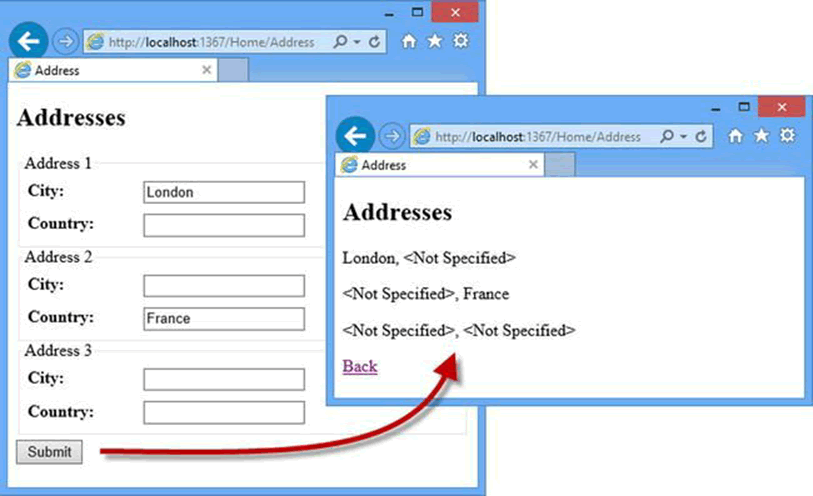 http://localhost:1367/Home/Address
Address
Addresses
Address 1
City: London
Country:
Address 2
City:
Country: France
Address 3
City:
Country:
Submit
http://localhost:1367/Home/Address
Address
Addresses
London, <Not Specified>
<Not Specified>, France
<Not Specified>, <Not Specified>
Back